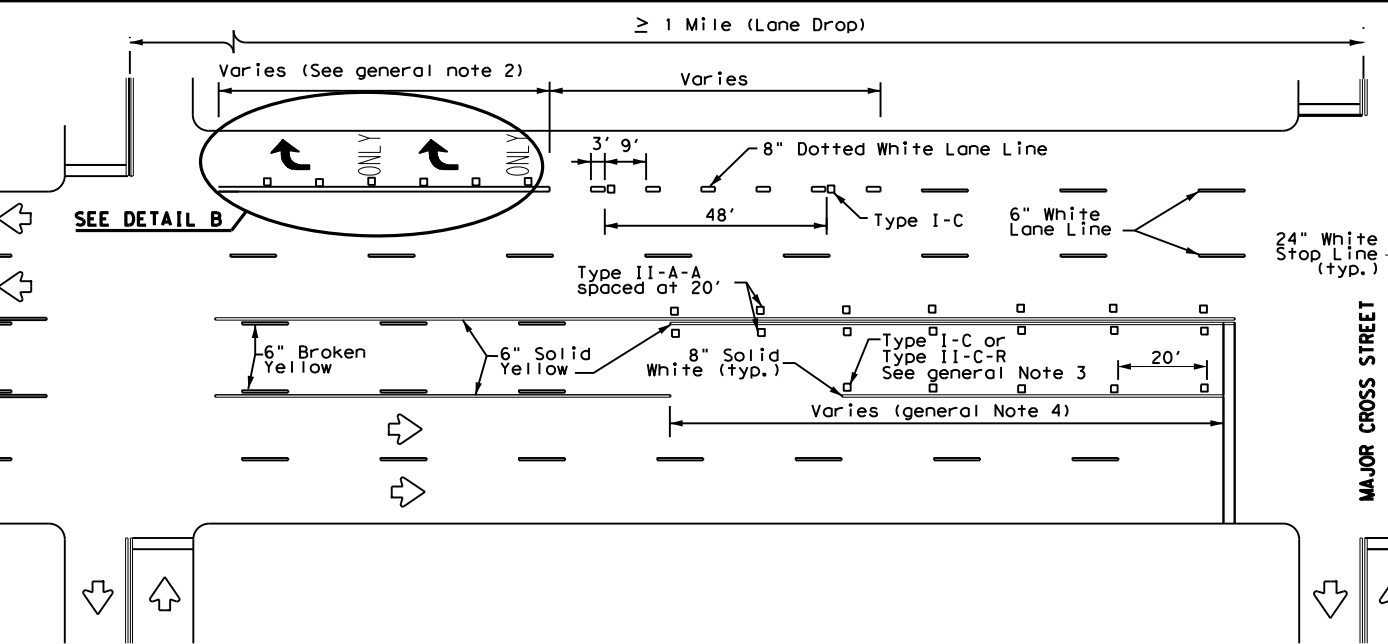 ≥ 1 Mile (Lane Drop)
Varies (See general note 2)
Varies
ONLY
ONLY
3' 9'
8" Dotted White Lane Line
SEE DETAIL B
48'
Type I-C
6" White
Lane Line
24" White
Stop Line
(typ.)
Type II-A-A
spaced at 20'
6" Broken
Yellow
6" Solid
Yellow
8" Solid
White (typ.)
Type I-C or
Type II-C-R
See general Note 3
20'
Varies (general Note 4)
MAJOR CROSS STREET